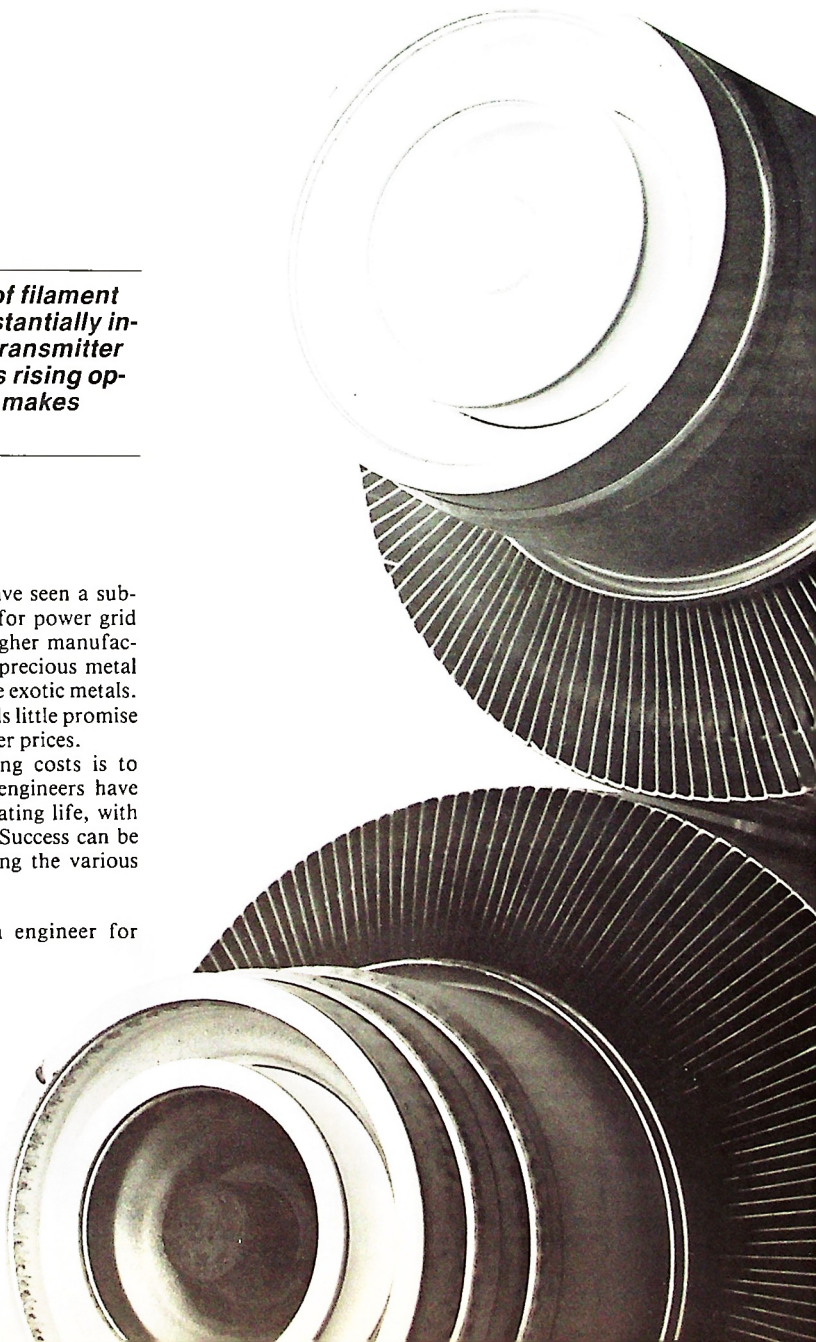 of filament
stantially in-
ransmitter
s rising op-
makes
ve seen a sub-
for power grid
gher manufac-
precious metal
e exotic metals.
ls little promise
er prices.
ng costs is to
engineers have
ating life, with
Success can be
ng the various
n engineer for